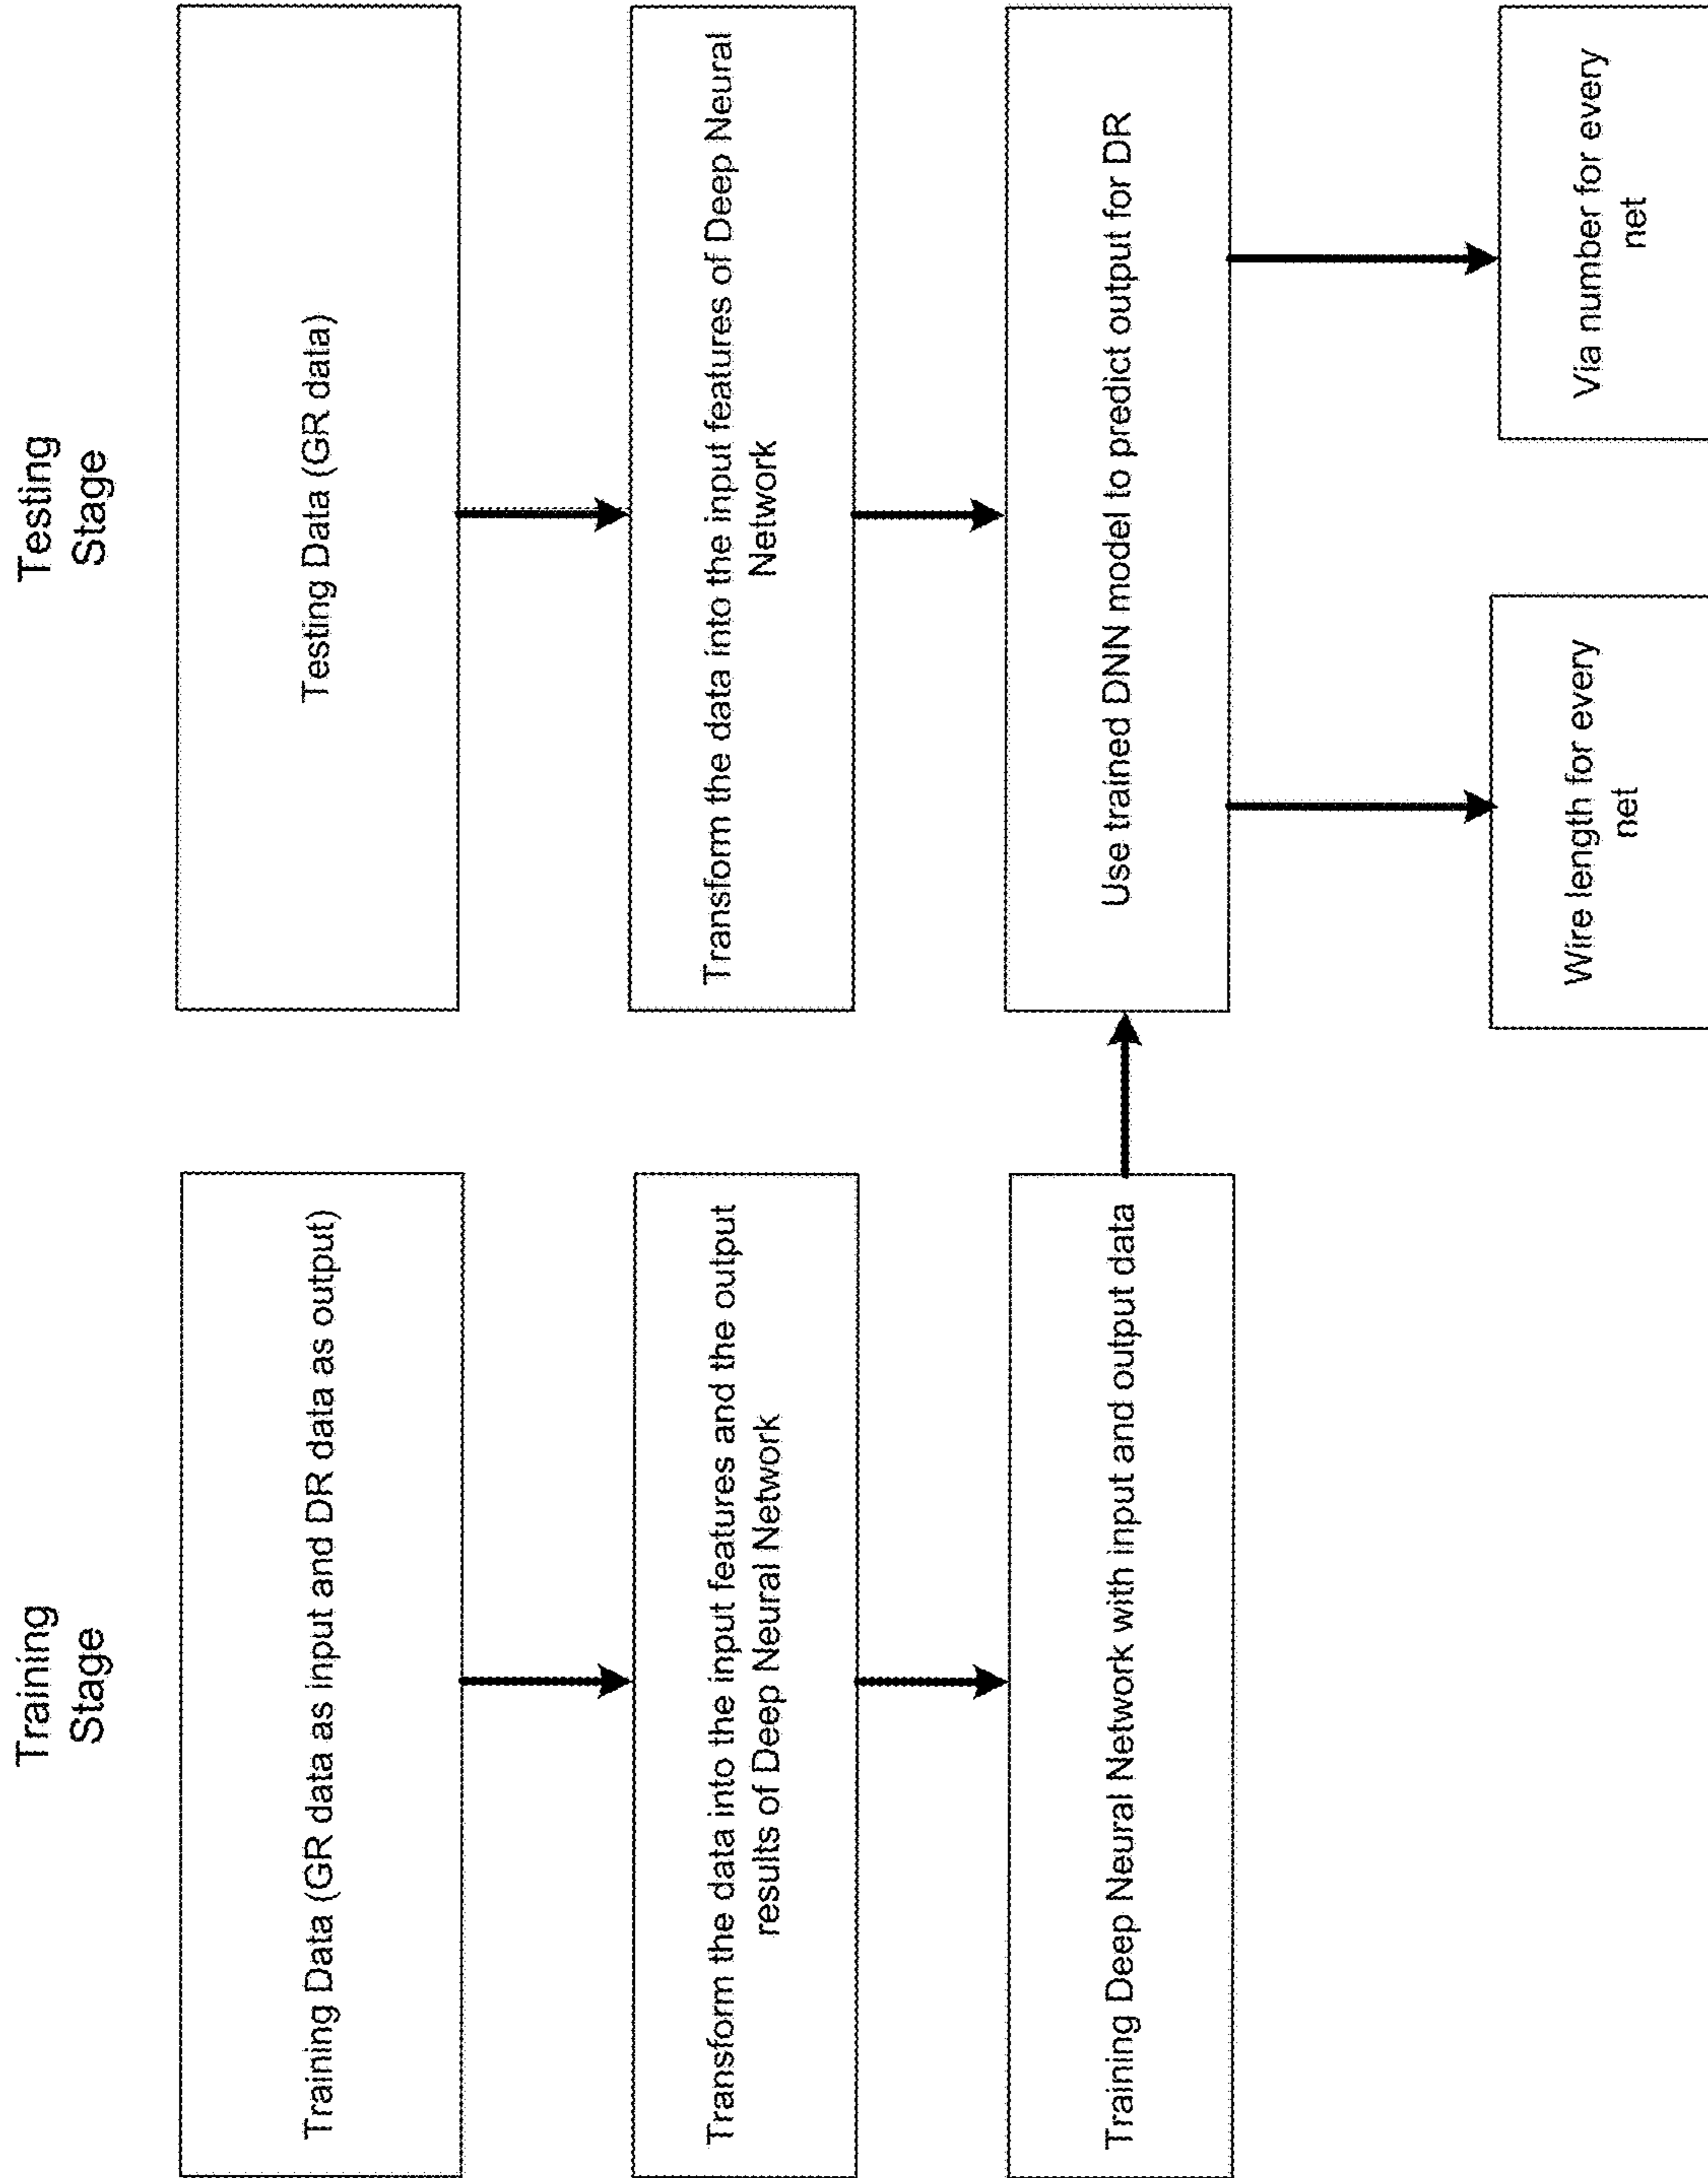 Training
Stage
Training Data (GR data as input and DR data as output)
Transform the data into the input features and the output
results of Deep Neural Network
Training Deep Neural Network with input and output data
Testing
Stage
Testing Data (GR data)
Transform the data into the input features of Deep Neural
Network
Use trained DNN model to predict output for DR
Wire length for every
net
Via number for every
net